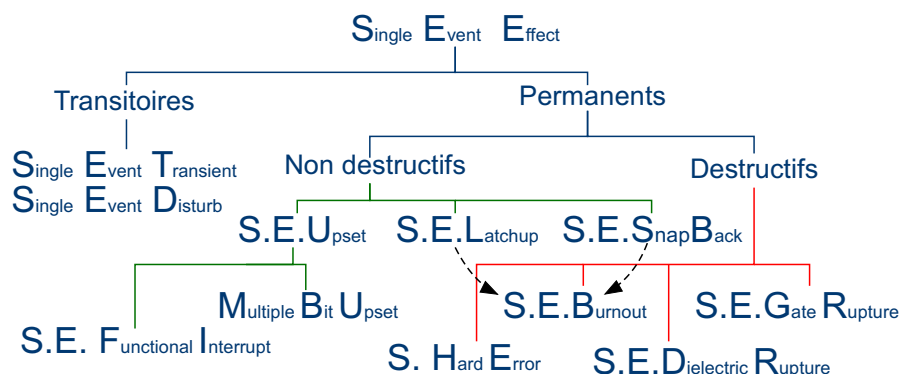 Single Event Effect
Transitoires
Permanents
Single Event Transient
Single Event Disturb
Non destructifs
Destructifs
S.E.Upset
S.E.Latchup
S.E.SnapBack
Multiple Bit Upset
S.E. Functional Interrupt
S.E.Burnout
S.E.Gate Rupture
S. Hard Error
S.E.Dielectric Rupture